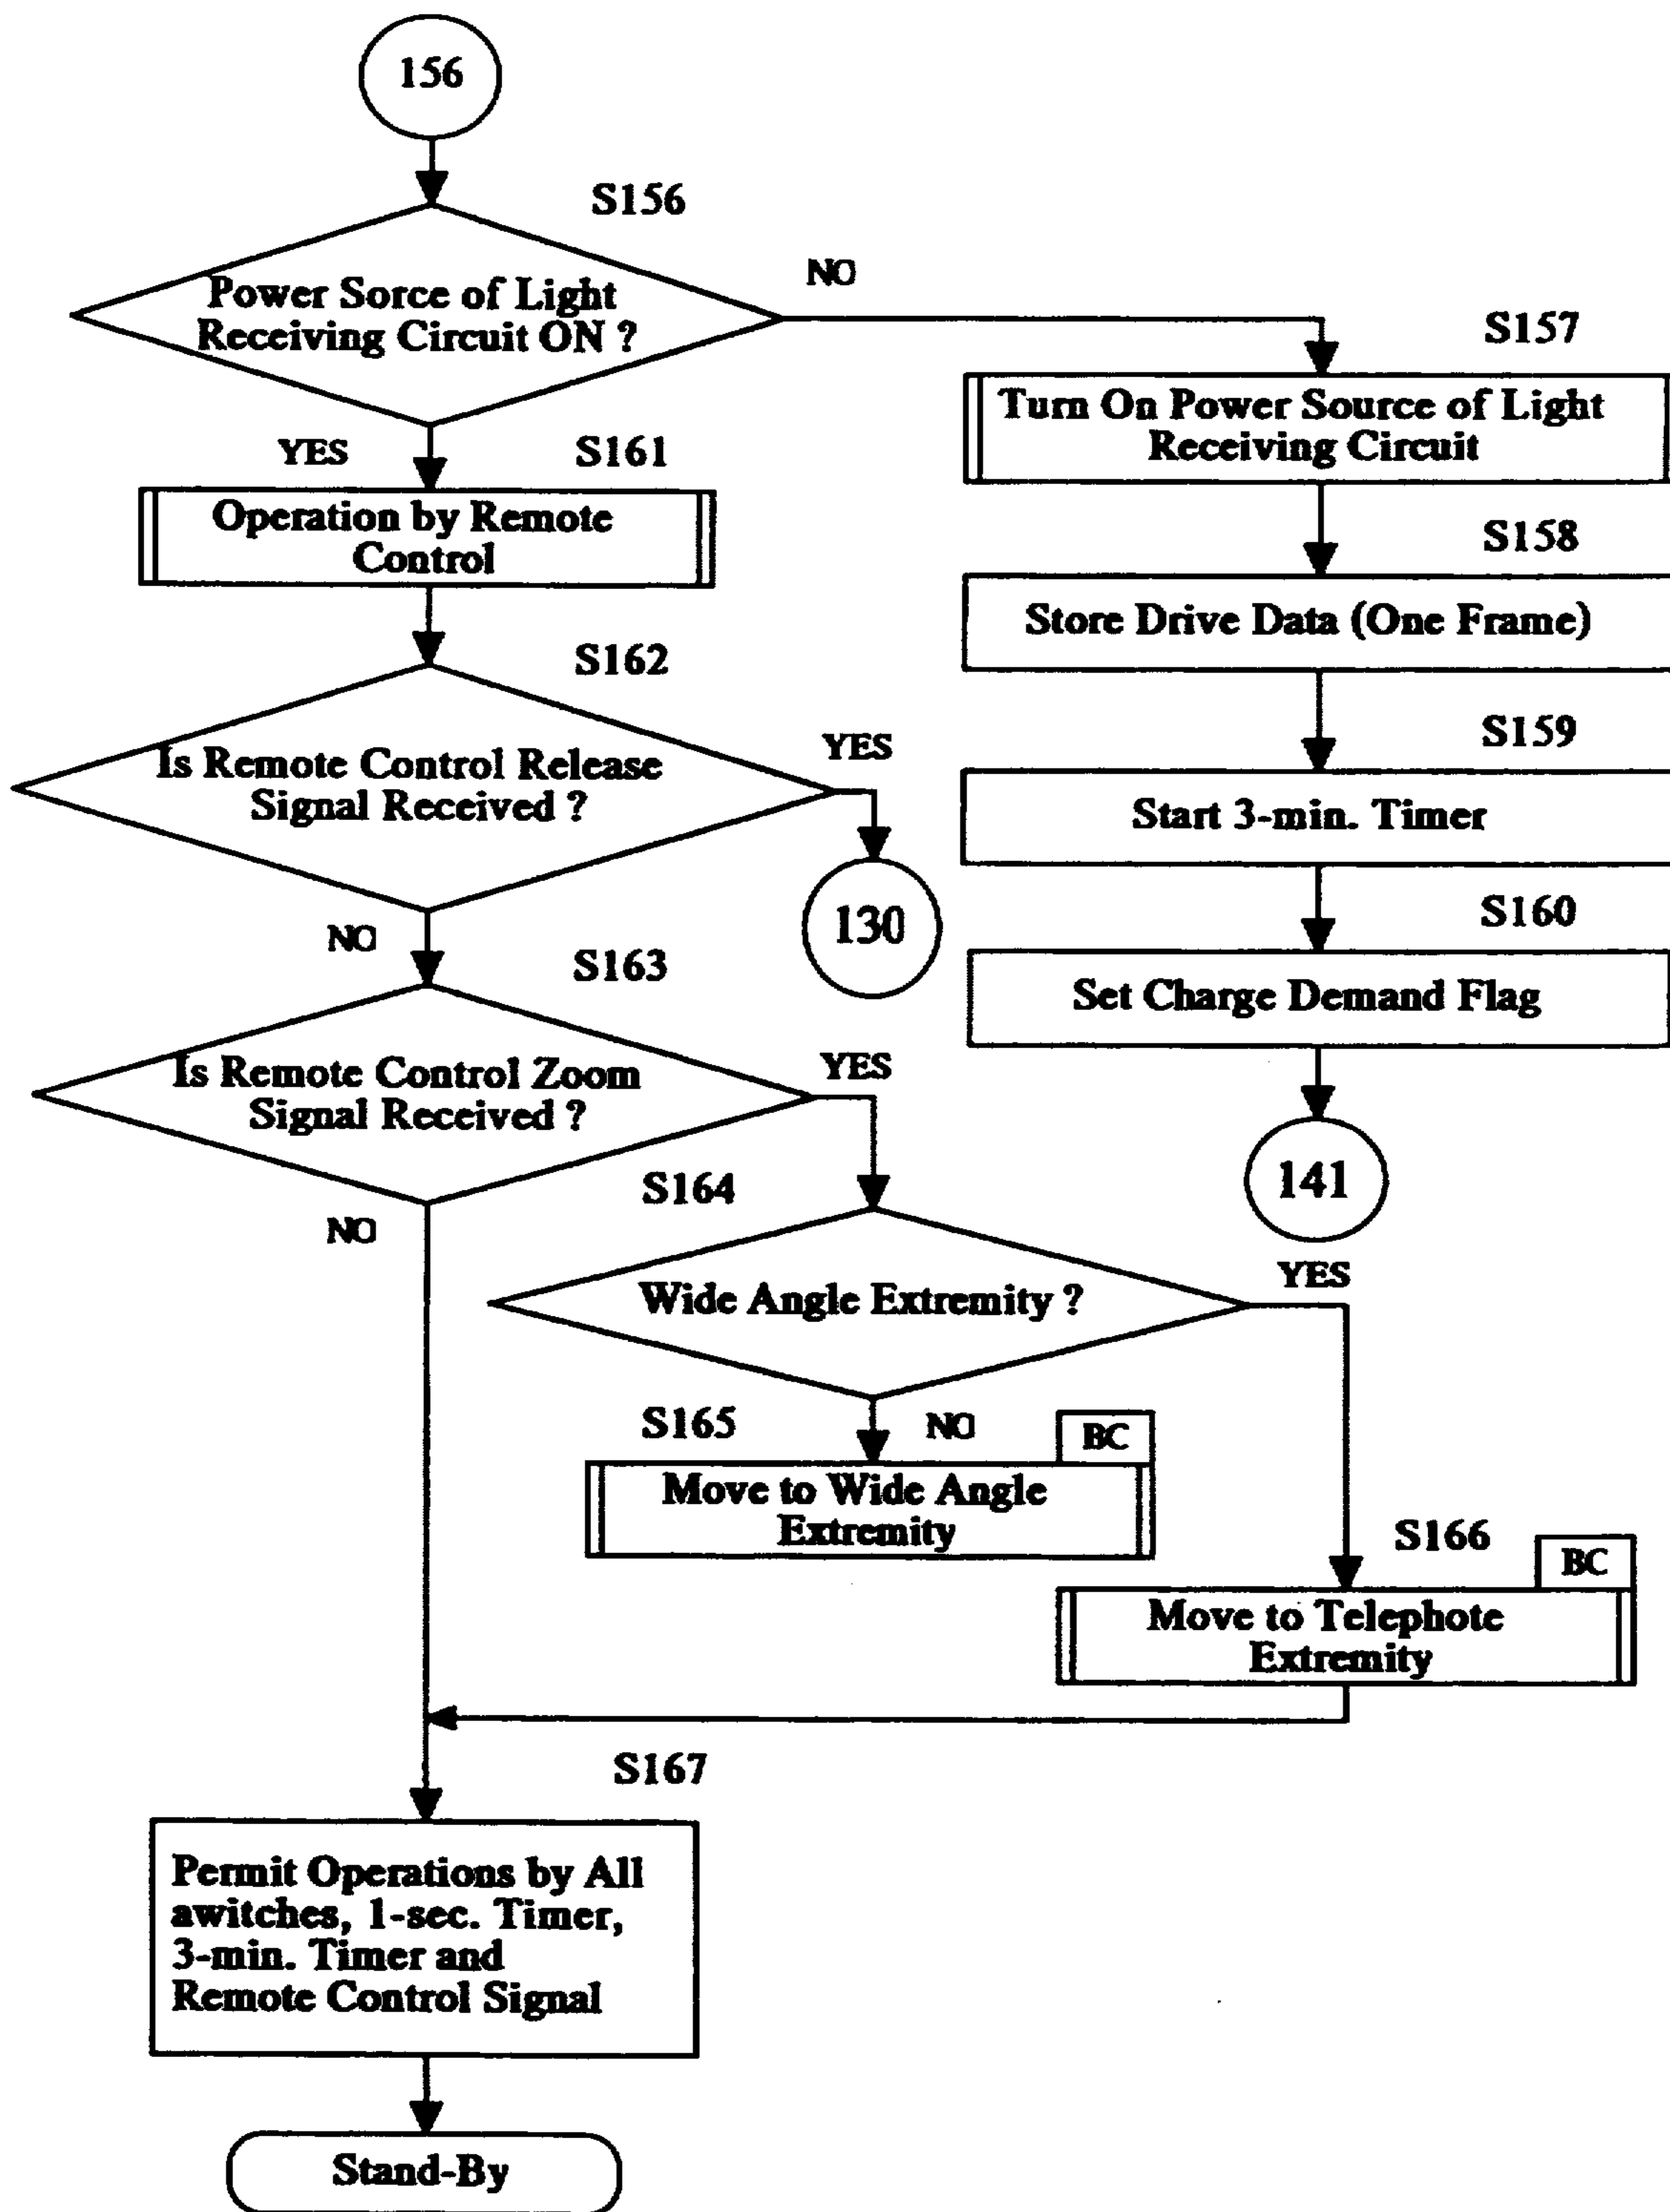 156
S156
Power Sorce of Light
Receiving Circuit ON ?
NO
YES
S157
Turn On Power Source of Light
Receiving Circuit
S161
Operation by Remote
Control
S158
Store Drive Data (One Frame)
S162
Is Remote Control Release
Signal Received ?
YES
NO
130
S159
Start 3-min. Timer
S160
Set Charge Demand Flag
141
S163
Is Remote Control Zoom
Signal Received ?
YES
NO
S164
Wide Angle Extremity ?
YES
NO
S165
BC
Move to Wide Angle
Extremity
S166
BC
Move to Telephote
Extremity
S167
Permit Operations by All
awitches, 1-sec. Timer,
3-min. Timer and
Remote Control Signal
Stand-By